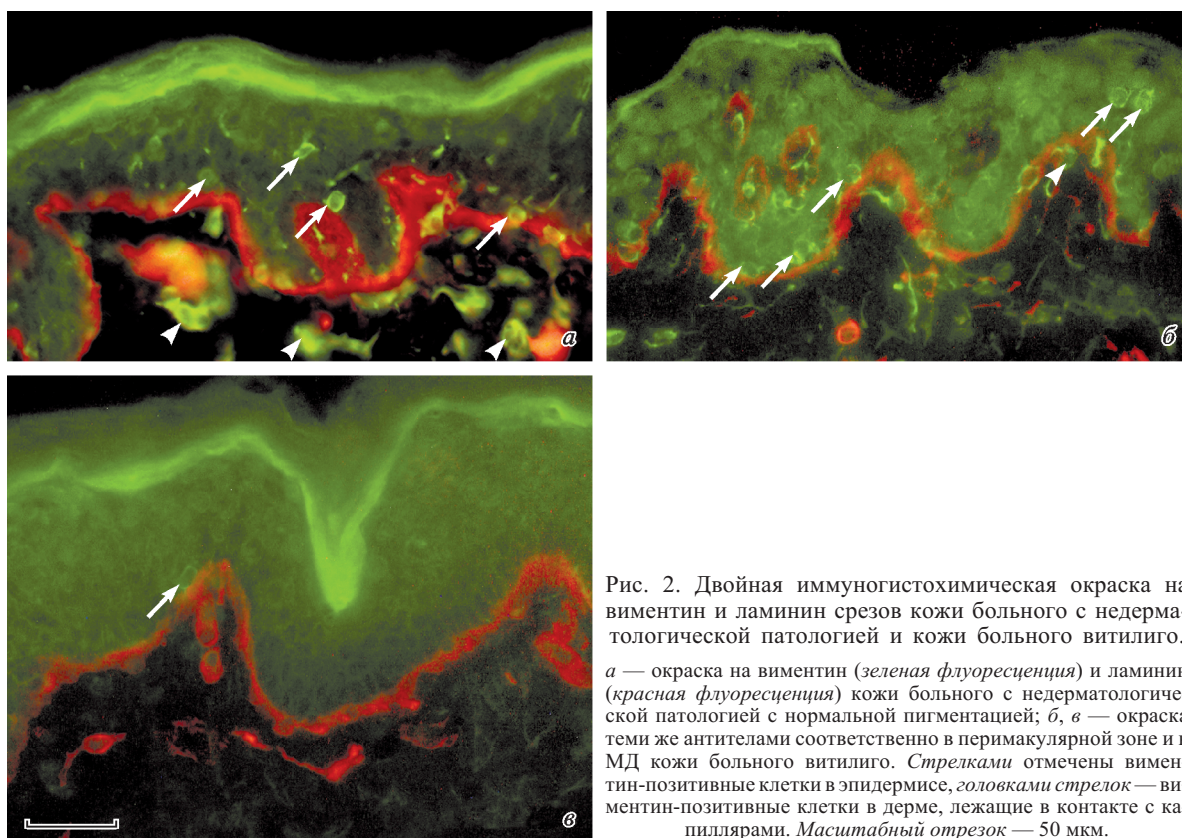 а
б
в
Рис. 2. Двойная иммуногистохимическая окраска на
виментин и ламинин срезов кожи больного с недерма-
тологической патологией и кожи больного витилиго.
а — окраска на виментин (зеленая флуоресценция) и ламинин
(красная флуоресценция) кожи больного с недерматологиче-
ской патологией с нормальной пигментацией; б, в — окраска
теми же антителами соответственно в перимакулярной зоне и в
МД кожи больного витилиго. Стрелками отмечены вимен-
тин-позитивные клетки в эпидермисе, головками стрелок — ви-
ментин-позитивные клетки в дерме, лежащие в контакте с ка-
пиллярами. Масштабный отрезок — 50 мкм.